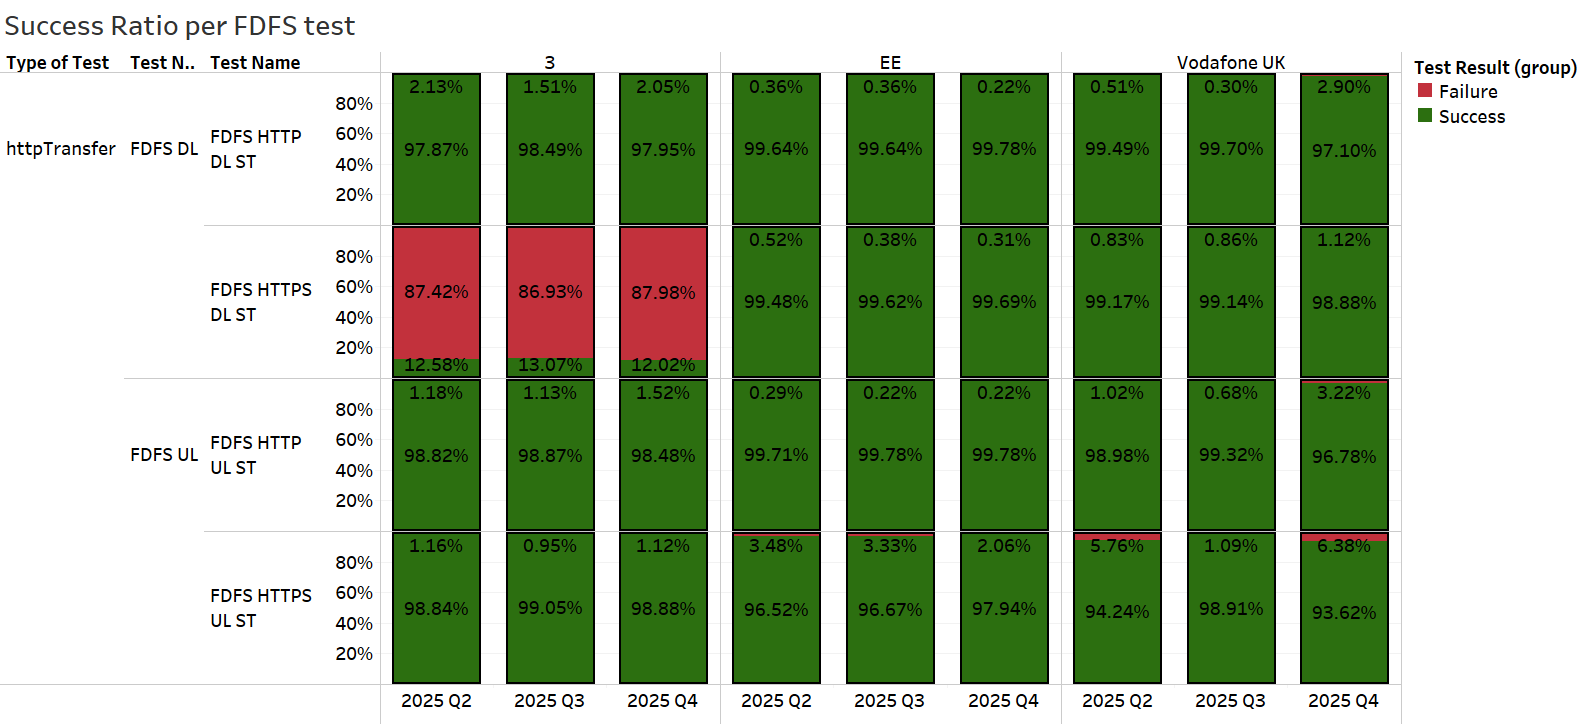 Success Ratio per FDFS test
Type of Test Test N.. Test Name 3 EE Vodafone UK
Test Result (group)
Failure
Success
httpTransfer FDFS DL FDFS HTTP DL ST
80%
60%
40%
20%
2.13% 1.51% 2.05% 0.36% 0.36% 0.22% 0.51% 0.30% 2.90%
97.87% 98.49% 97.95% 99.64% 99.64% 99.78% 99.49% 99.70% 97.10%
FDFS HTTPS DL ST
80%
60%
40%
20%
0.52% 0.38% 0.31% 0.83% 0.86% 1.12%
87.42% 86.93% 87.98% 99.48% 99.62% 99.69% 99.17% 99.14% 98.88%
12.58% 13.07% 12.02%
FDFS UL FDFS HTTP UL ST
80%
60%
40%
20%
1.18% 1.13% 1.52% 0.29% 0.22% 0.22% 1.02% 0.68% 3.22%
98.82% 98.87% 98.48% 99.71% 99.78% 99.78% 98.98% 99.32% 96.78%
FDFS HTTPS UL ST
80%
60%
40%
20%
1.16% 0.95% 1.12% 3.48% 3.33% 2.06% 5.76% 1.09% 6.38%
98.84% 99.05% 98.88% 96.52% 96.67% 97.94% 94.24% 98.91% 93.62%
2025 Q2 2025 Q3 2025 Q4 2025 Q2 2025 Q3 2025 Q4 2025 Q2 2025 Q3 2025 Q4